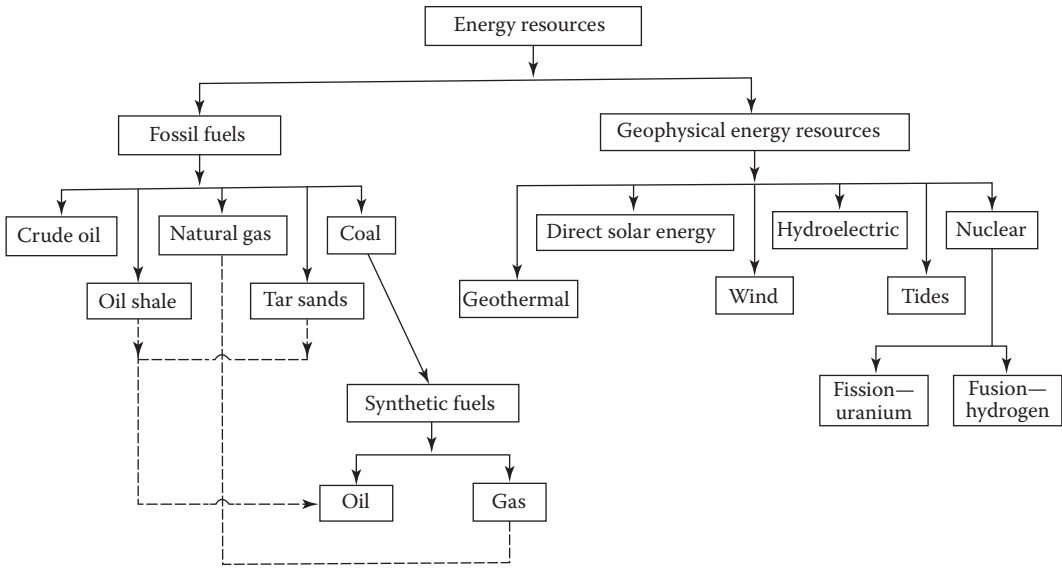 Energy resources
Fossil fuels
Geophysical energy resources
Crude oil
Natural gas
Coal
Direct solar energy
Hydroelectric
Nuclear
Oil shale
Tar sands
Geothermal
Wind
Tides
Synthetic fuels
Fission—
uranium
Fusion—
hydrogen
Oil
Gas